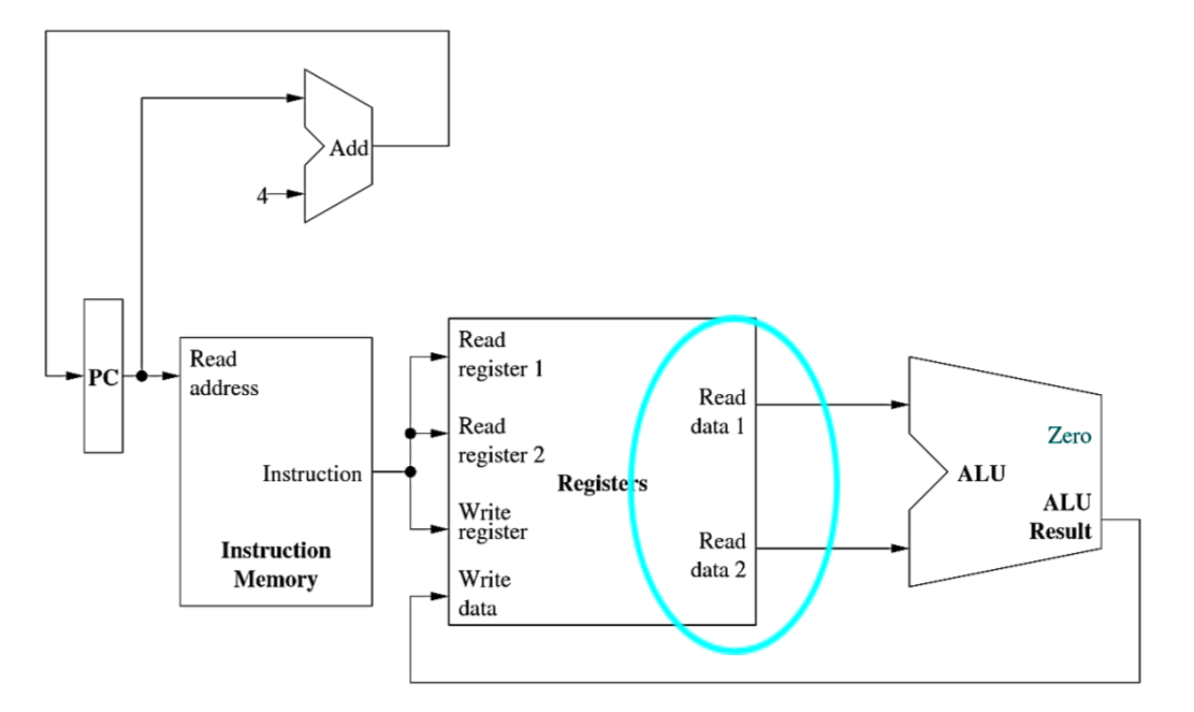 Add
4
PC
Read
address
Instruction
Instruction
Memory
Read
register 1
Read
register 2
Write
register
Write
data
Registers
Read
data 1
Read
data 2
Zero
ALU
ALU
Result